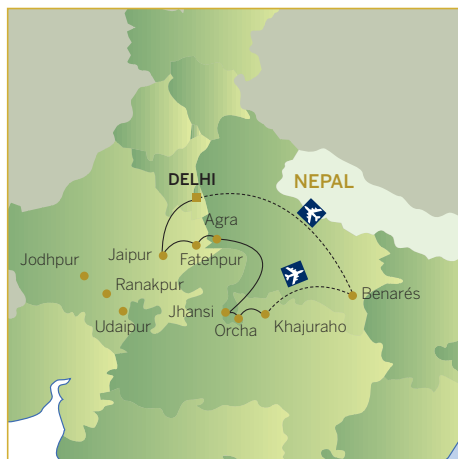 DELHI
NEPAL
Agra
Jaipur
Fatehpur
Jodhpur
Ranakpur
Benarés
Udaipur
Jhansi
Orcha
Khajuraho